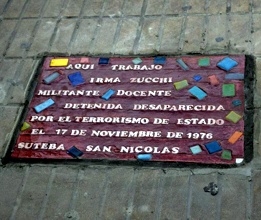 AQUI TRABAJO
IRMA ZUCCHI
MILITANTE DOCENTE
DETENIDA DESAPARECIDA
POR EL TERRORISMO DE ESTADO
EL 17 DE NOVIEMBRE DE 1976
SUTEBA SAN NICOLAS